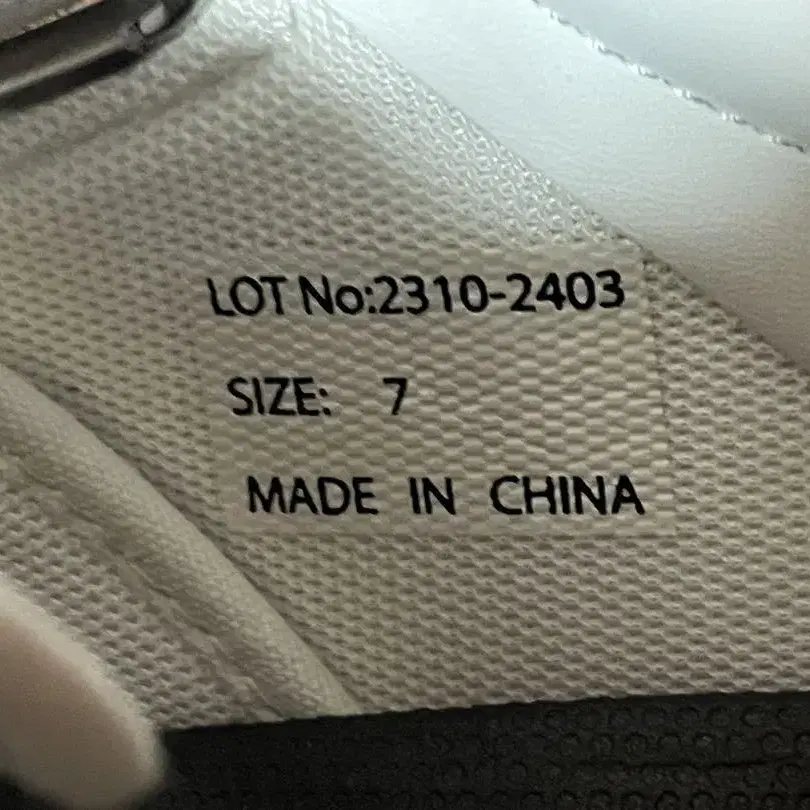 LOT No:2310-2403
SIZE: 7
MADE IN CHINA